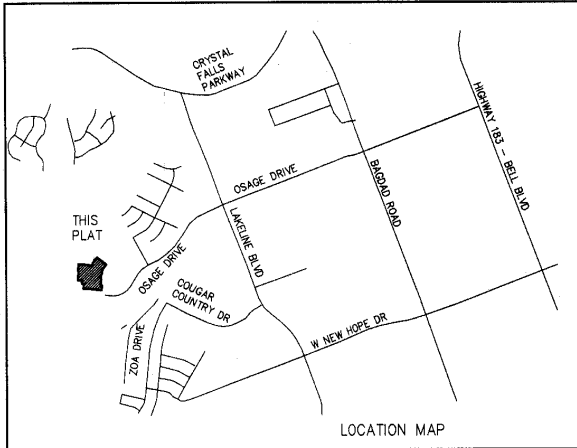 CRYSTAL
FALLS
PARKWAY
HIGHWAY 183 - BELL BLVD
OSAGE DRIVE
BAGDAD ROAD
THIS
PLAT
LAKELINE BLVD
OSAGE DRIVE
COUGAR
COUNTRY DR
ZOA DRIVE
W NEW HOPE DR
LOCATION MAP